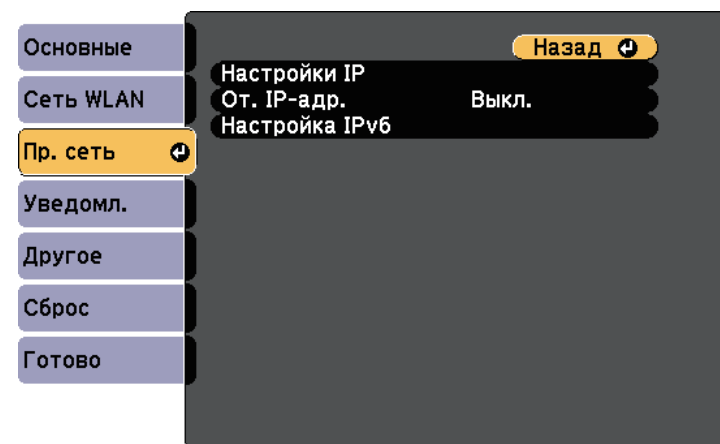 Основные
Сеть WLAN
Пр. сеть
Уведомл.
Другое
Сброс
Готово
Назад
Настройки IP
От. IP-адр. Выкл.
Настройка IPv6